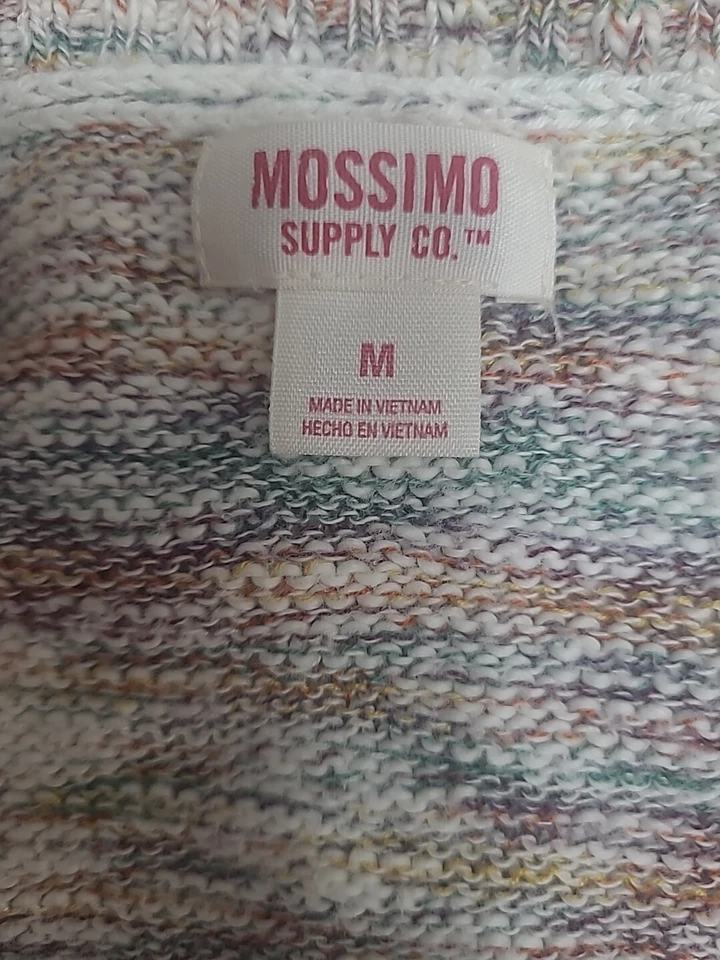 MOSSIMO
SUPPLY CO.™
M
MADE IN VIETNAM
HECHO EN VIETNAM